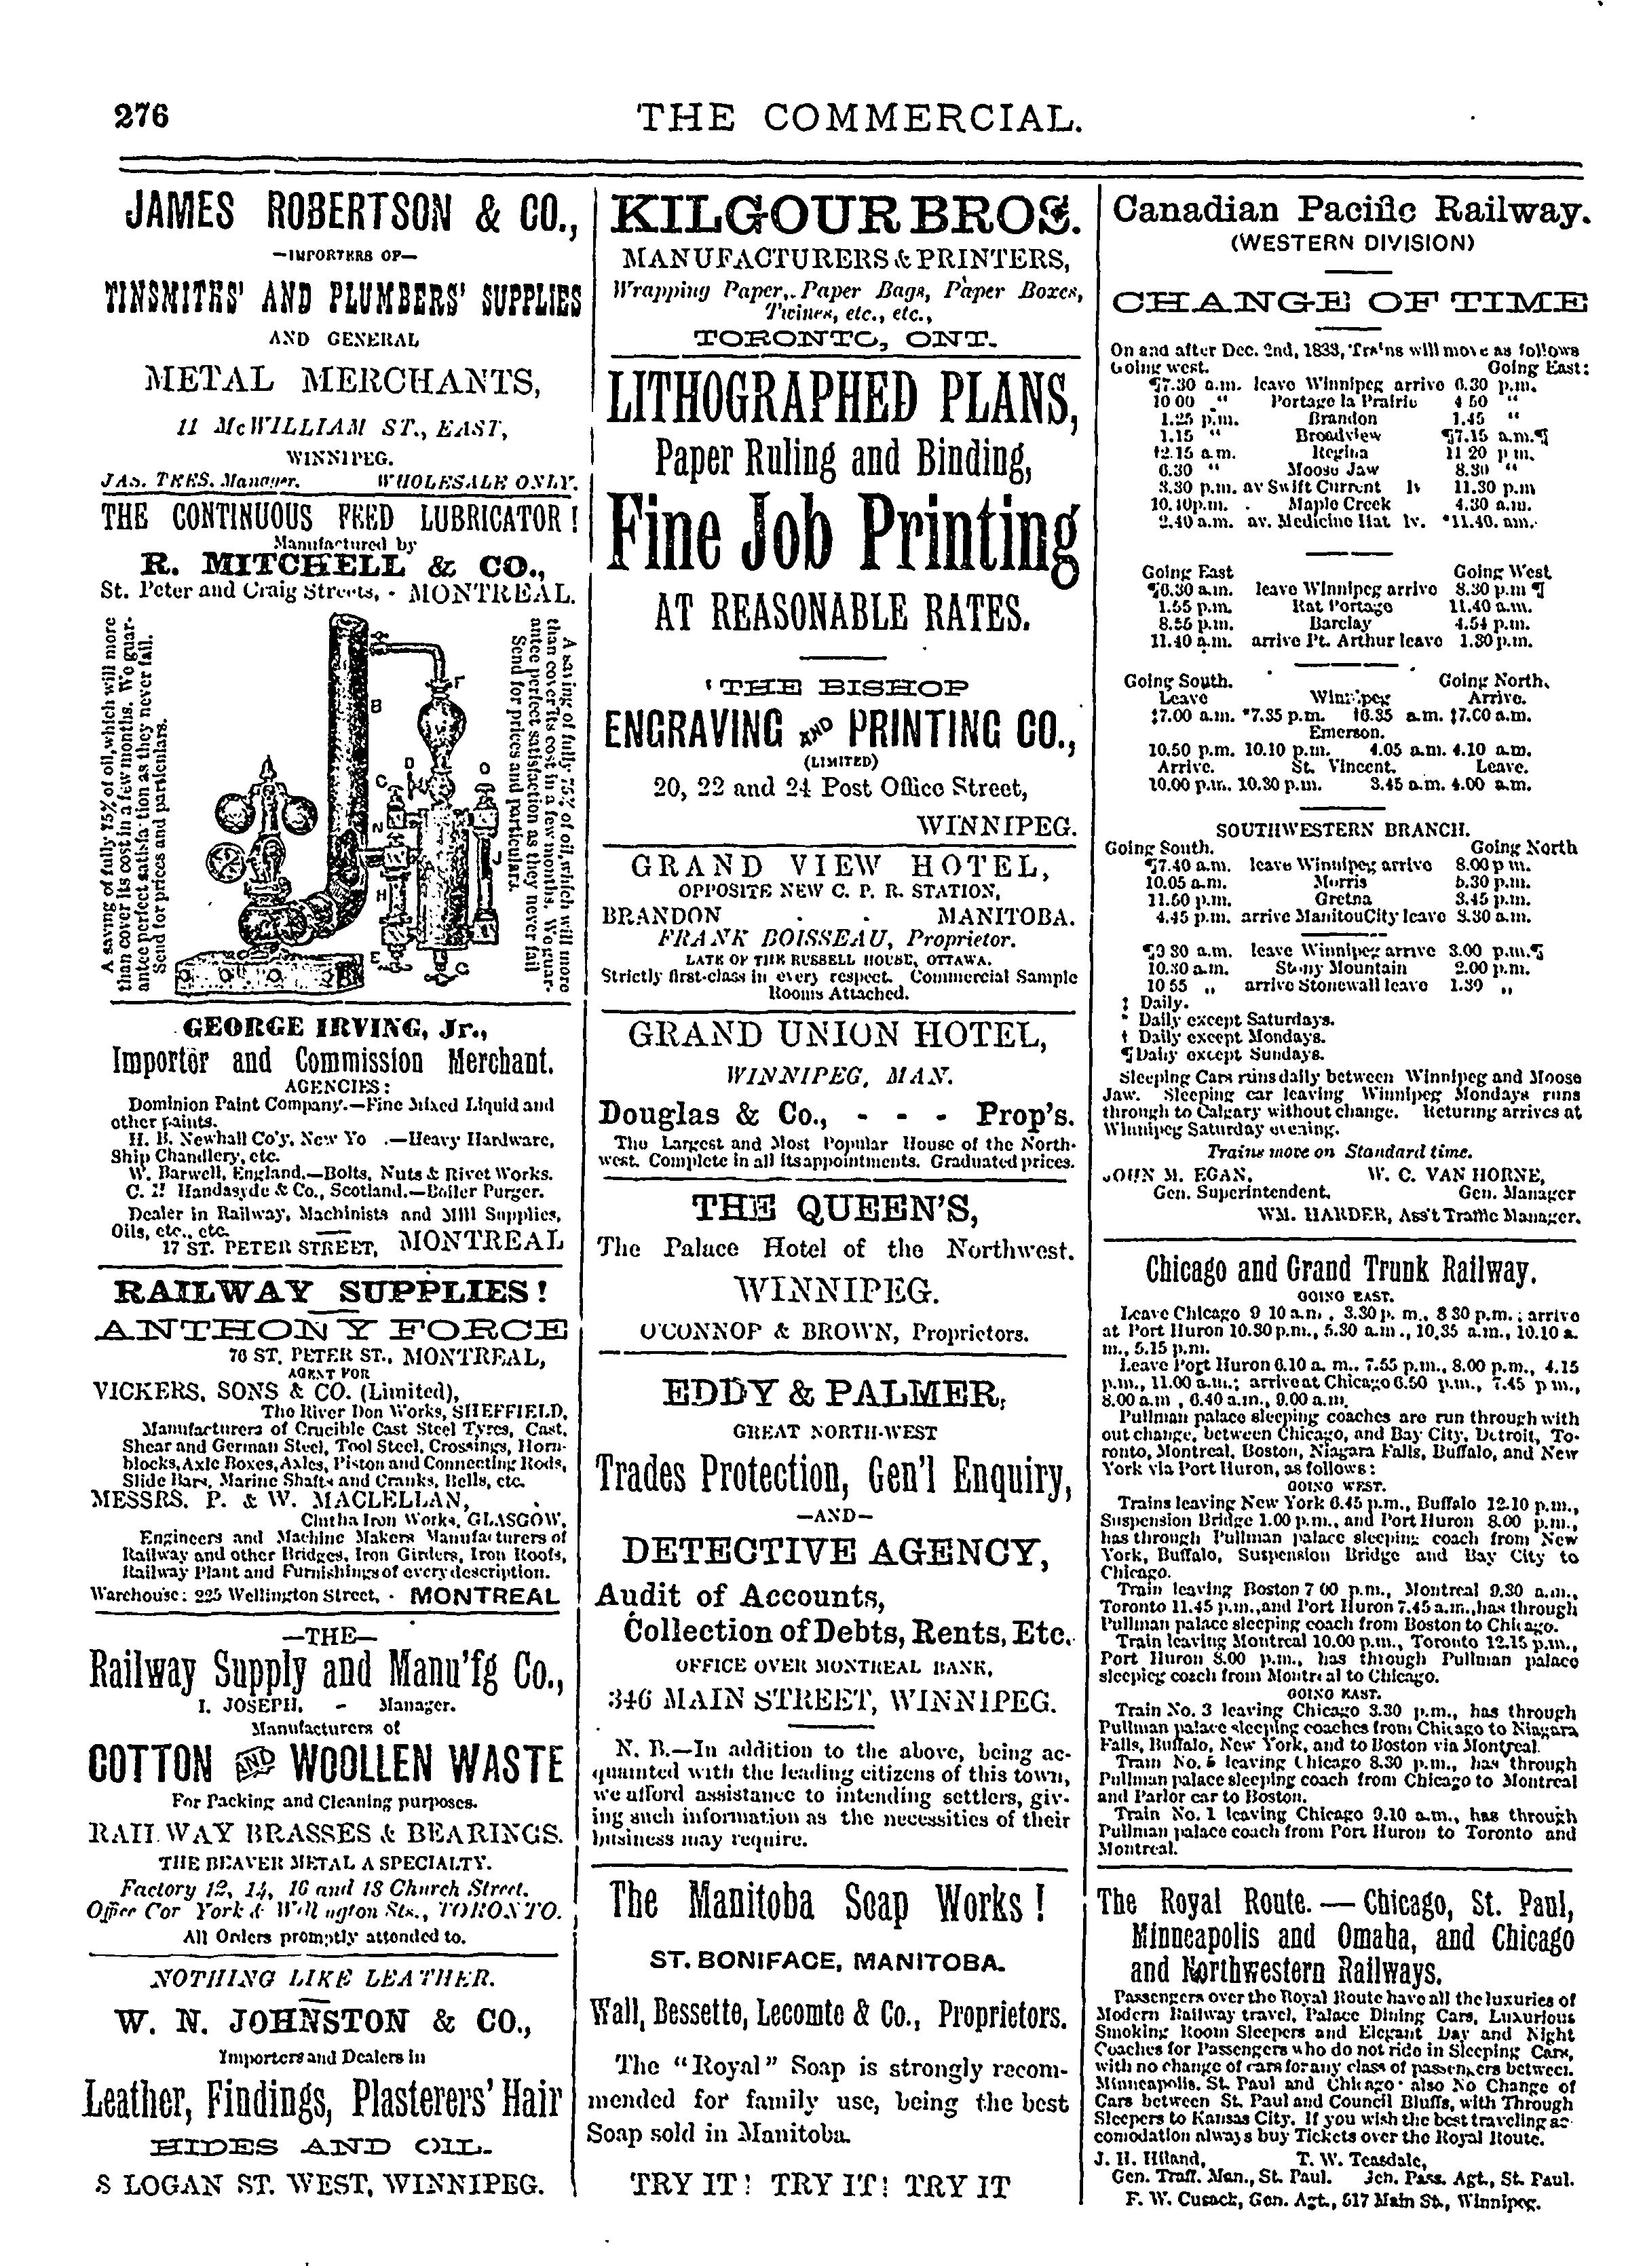 276
THE COMMERCIAL.
JAMES ROBERTSON & CO.,
—IMPORTERS OF—
TINSMITHS' AND PLUMBERS' SUPPLIES
AND GENERAL
METAL MERCHANTS,
11 McWILLIAM ST., EAST,
WINNIPEG.
JAS. TEES, Manager. WHOLESALE ONLY.
THE CONTINUOUS FEED LUBRICATOR!
Manufactured by
R. MITCHELL & CO.,
St. Peter and Craig Streets, - MONTREAL.
A saving of fully 75% of oil, which will more
than cover its cost in a few months. We guar-
antee perfect satisfa tion as they never fail.
Send for prices and particulars.
A saving of fully 75% of oil, which will more
than cover its cost in a few months. We guar-
antee perfect satisfaction as they never fail
Send for prices and particulars.
GEORGE IRVING, Jr.,
Importer and Commission Merchant.
AGENCIES:
Dominion Paint Company.—Fine Mixed Liquid and
other paints.
H. B. Newhall Co'y, New Yo .—Heavy Hardware,
Ship Chandlery, etc.
W. Barwell, England.—Bolts, Nuts & Rivet Works.
C. H Handasyde & Co., Scotland.—Boiler Purger.
Dealer in Railway, Machinists and Mill Supplies,
Oils, etc., etc.
17 ST. PETER STREET, MONTREAL
RAILWAY SUPPLIES!
ANTHONY FORCE
76 ST. PETER ST., MONTREAL,
AGENT FOR
VICKERS, SONS & CO. (Limited),
The River Don Works, SHEFFIELD,
Manufacturers of Crucible Cast Steel Tyres, Cast,
Shear and German Steel, Tool Steel, Crossings, Horn-
blocks, Axle Boxes, Axles, Piston and Connecting Rods,
Slide Bars, Marine Shafts and Cranks, Bells, etc.
MESSRS. P. & W. MACLELLAN,
Clutha Iron Works, GLASGOW,
Engineers and Machine Makers Manufacturers of
Railway and other Bridges, Iron Girders, Iron Roofs,
Railway Plant and Furnishings of every description.
Warehouse: 225 Wellington Street, - MONTREAL
—THE—
Railway Supply and Manu'fg Co.,
I. JOSEPH, - Manager.
Manufacturers of
COTTON AND WOOLLEN WASTE
For Packing and Cleaning purposes.
RAILWAY BRASSES & BEARINGS.
THE BEAVER METAL A SPECIALTY.
Factory 12, 14, 16 and 18 Church Street.
Office Cor York & Wellington Sts., TORONTO.
All Orders promptly attended to.
NOTHING LIKE LEATHER.
W. N. JOHNSTON & CO.,
Importers and Dealers in
Leather, Findings, Plasterers' Hair
HIDES AND OIL.
8 LOGAN ST. WEST, WINNIPEG.
KILGOUR BROS.
MANUFACTURERS & PRINTERS,
Wrapping Paper, Paper Bags, Paper Boxes,
Twines, etc., etc.,
TORONTO, ONT.
LITHOGRAPHED PLANS,
Paper Ruling and Binding,
Fine Job Printing
AT REASONABLE RATES.
THE BISHOP
ENGRAVING AND PRINTING CO.,
(LIMITED)
20, 22 and 24 Post Office Street,
WINNIPEG.
GRAND VIEW HOTEL,
OPPOSITE NEW C. P. R. STATION,
BRANDON . . MANITOBA.
FRANK BOISSEAU, Proprietor.
LATE OF THE RUSSELL HOUSE, OTTAWA.
Strictly first-class in every respect. Commercial Sample
Rooms Attached.
GRAND UNION HOTEL,
WINNIPEG, MAN.
Douglas & Co., - - - Prop's.
The Largest and Most Popular House of the North-
west. Complete in all its appointments. Graduated prices.
THE QUEEN'S,
The Palace Hotel of the Northwest.
WINNIPEG.
O'CONNOR & BROWN, Proprietors.
EDDY & PALMER,
GREAT NORTH-WEST
Trades Protection, Gen'l Enquiry,
—AND—
DETECTIVE AGENCY,
Audit of Accounts,
Collection of Debts, Rents, Etc.
OFFICE OVER MONTREAL BANK,
346 MAIN STREET, WINNIPEG.
N. B.—In addition to the above, being ac-
quainted with the leading citizens of this town,
we afford assistance to intending settlers, giv-
ing such information as the necessities of their
business may require.
The Manitoba Soap Works!
ST. BONIFACE, MANITOBA.
Wall, Bessette, Lecomte & Co., Proprietors.
The "Royal" Soap is strongly recom-
mended for family use, being the best
Soap sold in Manitoba.
TRY IT! TRY IT! TRY IT
Canadian Pacific Railway.
(WESTERN DIVISION)
CHANGE OF TIME
On and after Dec. 2nd, 1883, Trains will move as follows
Going west. Going East:
¶7.30 a.m. leave Winnipeg arrive 6.30 p.m.
10 00 " Portage la Prairie 4 50 "
1.25 p.m. Brandon 1.45 "
1.15 " Broadview ¶7.15 a.m.¶
†2.15 a.m. Regina 11 20 p m.
6.30 " Moose Jaw 8.30 "
3.30 p.m. av Swift Current lv 11.30 p.m
10.10p.m. . Maple Creek 4.30 a.m.
2.40 a.m. av. Medicine Hat lv. *11.40. am.
Going East Going West
¶6.30 a.m. leave Winnipeg arrive 8.30 p.m ¶
1.55 p.m. Rat Portage 11.40 a.m.
8.55 p.m. Barclay 4.54 p.m.
11.40 a.m. arrive Pt. Arthur leave 1.30 p.m.
Going South. Going North.
Leave Winnipeg Arrive.
‡7.00 a.m. *7.35 p.m. †6.35 a.m. ‡7.00 a.m.
Emerson.
10.50 p.m. 10.10 p.m. 4.05 a.m. 4.10 a.m.
Arrive. St. Vincent. Leave.
10.00 p.m. 10.30 p.m. 3.45 a.m. 4.00 a.m.
SOUTHWESTERN BRANCH.
Going South. Going North
¶7.40 a.m. leave Winnipeg arrive 8.00 p m.
10.05 a.m. Morris 5.30 p.m.
11.50 p.m. Gretna 3.45 p.m.
4.45 p.m. arrive Manitou City leave 8.30 a.m.
¶9 30 a.m. leave Winnipeg arrive 3.00 p.m.¶
10.30 a.m. Stony Mountain 2.00 p.m.
10 55 „ arrive Stonewall leave 1.30 „
‡ Daily.
* Daily except Saturdays.
† Daily except Mondays.
¶ Daily except Sundays.
Sleeping Cars runs daily between Winnipeg and Moose
Jaw. Sleeping car leaving Winnipeg Mondays runs
through to Calgary without change. Returing arrives at
Winnipeg Saturday evening.
Trains move on Standard time.
JOHN M. EGAN, W. C. VAN HORNE,
Gen. Superintendent. Gen. Manager
WM. HARDER, Ass't Traffic Manager.
Chicago and Grand Trunk Railway.
GOING EAST.
Leave Chicago 9 10 a.m , 3.30 p. m., 8 30 p.m.; arrive
at Port Huron 10.30 p.m., 5.30 a.m., 10.35 a.m., 10.10 a.
m., 5.15 p.m.
Leave Port Huron 6.10 a. m.. 7.55 p.m., 8.00 p.m., 4.15
p.m., 11.00 a.m.; arrive at Chicago 6.50 p.m., 7.45 p m.,
8.00 a.m , 6.40 a.m., 9.00 a.m.
Pullman palace sleeping coaches are run through with
out change, between Chicago, and Bay City, Detroit, To-
ronto, Montreal, Boston, Niagara Falls, Buffalo, and New
York via Port Huron, as follows:
GOING WEST.
Trains leaving New York 6.45 p.m., Buffalo 12.10 p.m.,
Suspension Bridge 1.00 p.m., and Port Huron 8.00 p.m.,
has through Pullman palace sleeping coach from New
York, Buffalo, Suspension Bridge and Bay City to
Chicago.
Train leaving Boston 7 00 p.m., Montreal 9.30 a.m.,
Toronto 11.45 p.m., and Port Huron 7.45 a.m., has through
Pullman palace sleeping coach from Boston to Chicago.
Train leaving Montreal 10.00 p.m., Toronto 12.15 p.m.,
Port Huron 8.00 p.m., has through Pullman palace
sleepieg coach from Montreal to Chicago.
GOING EAST.
Train No. 3 leaving Chicago 3.30 p.m., has through
Pullman palace sleeping coaches from Chicago to Niagara
Falls, Buffalo, New York, and to Boston via Montreal.
Train No. 5 leaving Chicago 8.30 p.m., has through
Pullman palace sleeping coach from Chicago to Montreal
and Parlor car to Boston.
Train No. 1 leaving Chicago 9.10 a.m., has through
Pullman palace coach from Port Huron to Toronto and
Montreal.
The Royal Route. — Chicago, St. Paul,
Minneapolis and Omaha, and Chicago
and Northwestern Railways.
Passengers over the Royal Route have all the luxuries of
Modern Railway travel, Palace Dining Cars, Luxurious
Smoking Room Sleepers and Elegant Day and Night
Coaches for Passengers who do not ride in Sleeping Cars,
with no change of cars for any class of passengers between
Minneapolis, St. Paul and Chicago· also No Change of
Cars between St. Paul and Council Bluffs, with Through
Sleepers to Kansas City. If you wish the best traveling ac-
comodation always buy Tickets over the Royal Route.
J. H. Hiland, T. W. Teasdale,
Gen. Traff. Man., St. Paul. Jen. Pass. Agt., St. Paul.
F. W. Cusack, Gen. Agt., 517 Main St., Winnipeg.